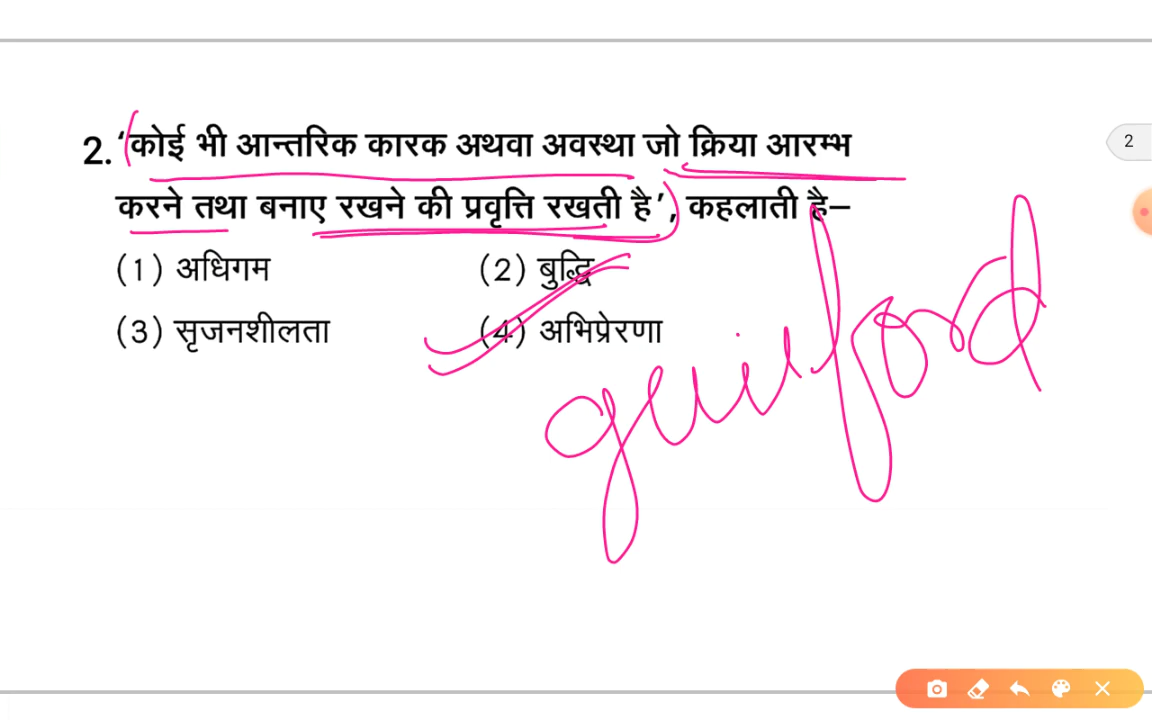 2
2. 'कोई भी आन्तरिक कारक अथवा अवस्था जो क्रिया आरम्भ
करने तथा बनाए रखने की प्रवृत्ति रखती है', कहलाती है–
(1) अधिगम (2) बुद्धि
(3) सृजनशीलता (4) अभिप्रेरणा
guilford